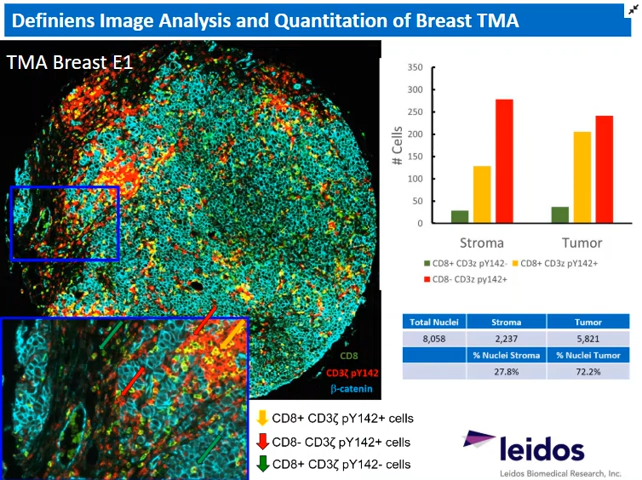 Definiens Image Analysis and Quantitation of Breast TMA
TMA Breast E1
350
300
250
200
150
100
50
0
# Cells
Stroma
Tumor
CD8+ CD3z pY142-
CD8+ CD3z pY142+
CD8- CD3z py142+
Total Nuclei Stroma Tumor
8,058 2,237 5,821
% Nuclei Stroma % Nuclei Tumor
27.8% 72.2%
CD8
CD3ζ pY142
β-catenin
CD8+ CD3ζ pY142+ cells
CD8- CD3ζ pY142+ cells
CD8+ CD3ζ pY142- cells
leidos
Leidos Biomedical Research, Inc.